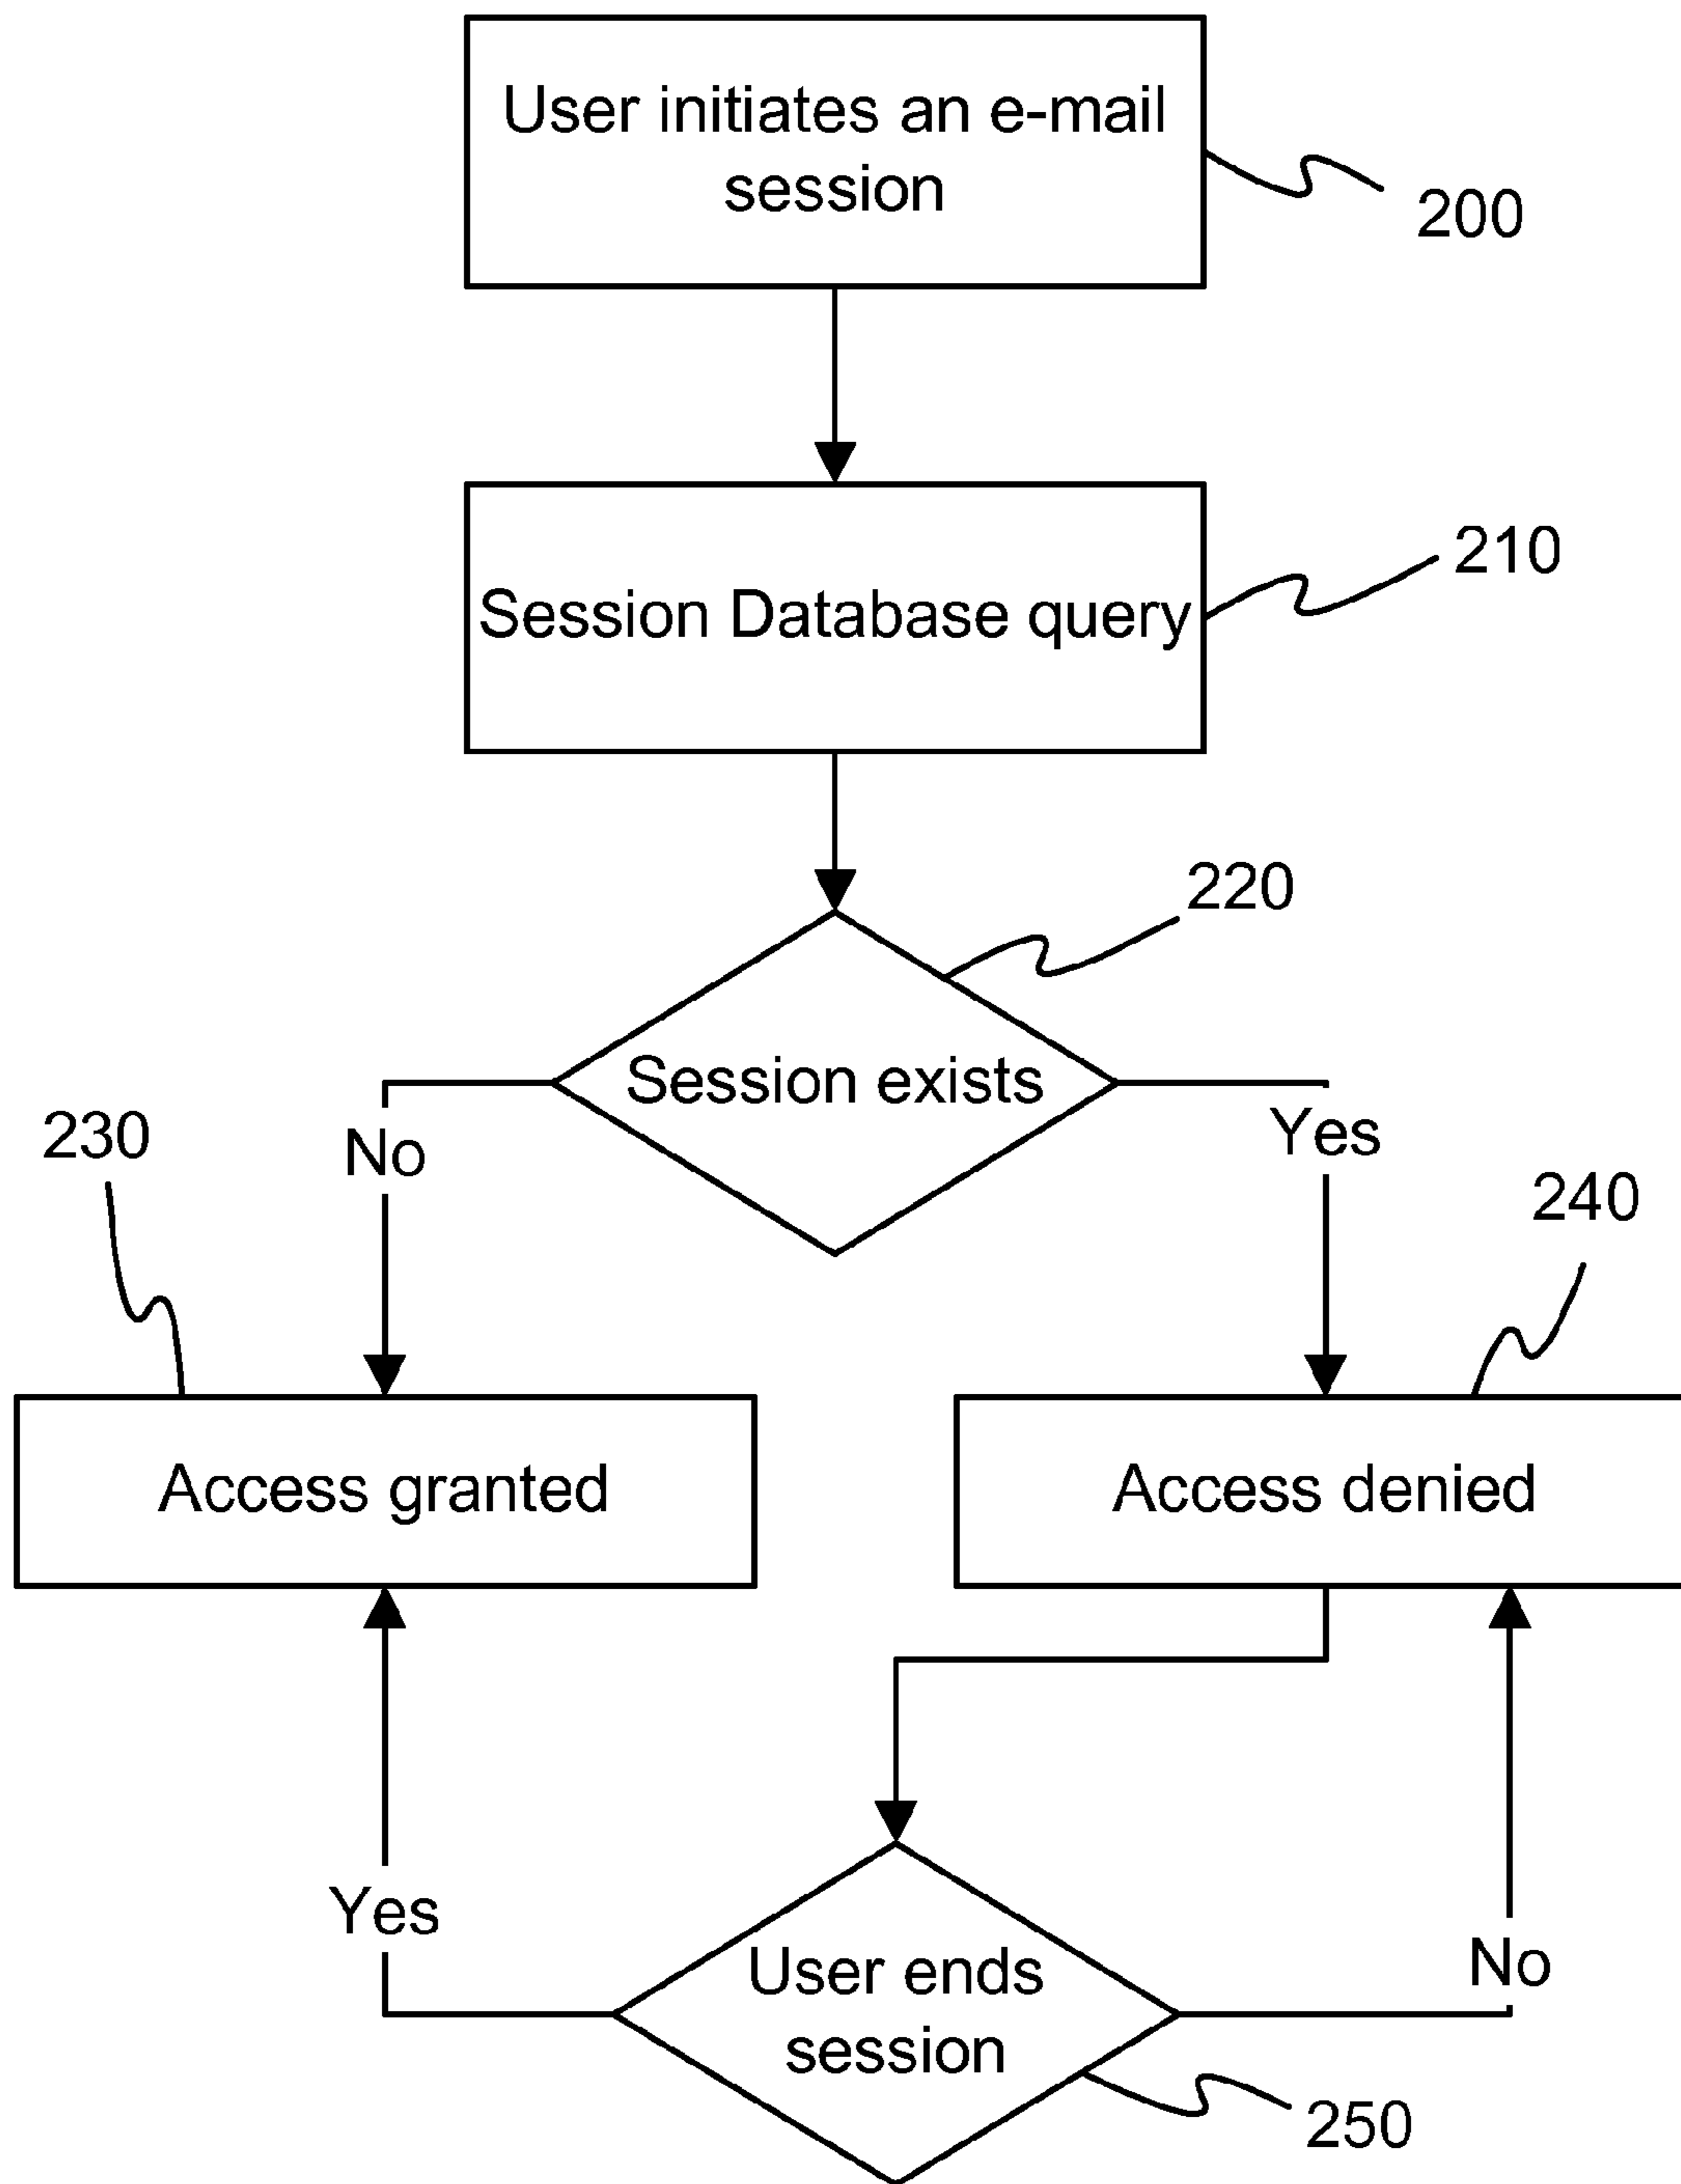 User initiates an e-mail
session
200
Session Database query
210
220
Session exists
No
Yes
230
240
Access granted
Access denied
Yes
User ends
session
No
250